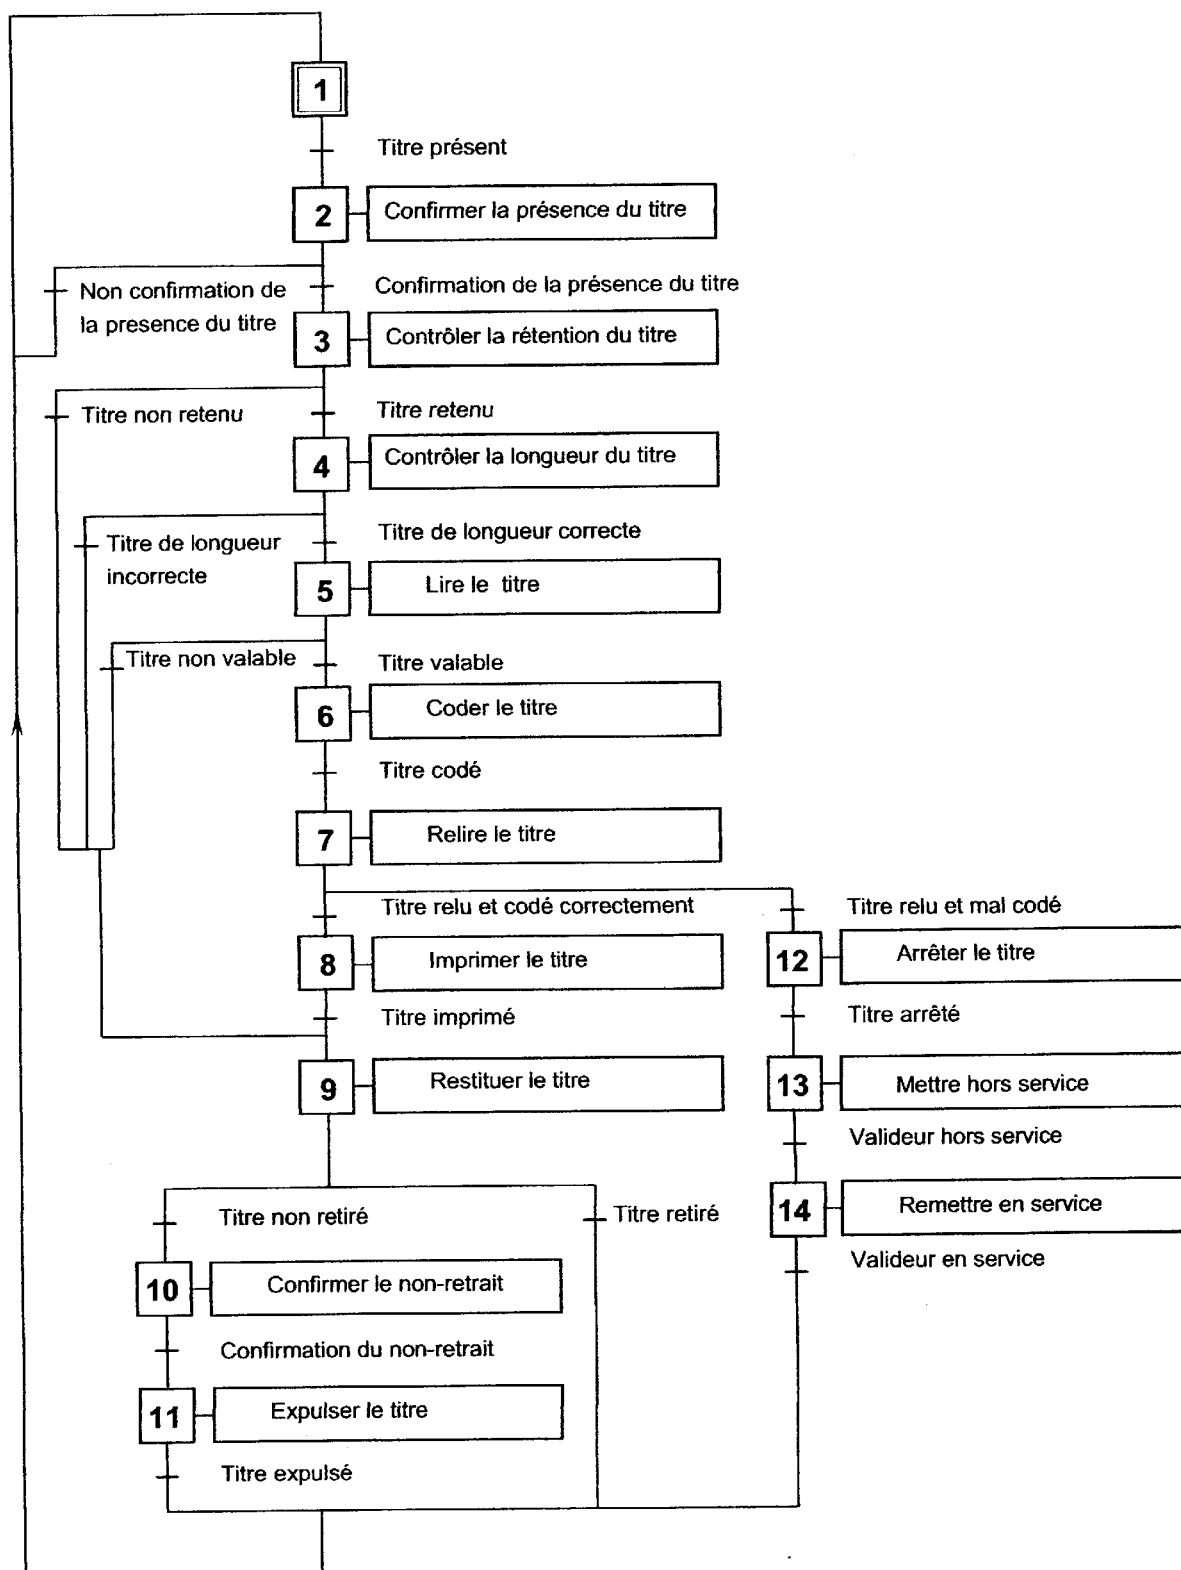 1
Titre présent
2
Confirmer la présence du titre
Non confirmation de
la presence du titre
Confirmation de la présence du titre
3
Contrôler la rétention du titre
Titre non retenu
Titre retenu
4
Contrôler la longueur du titre
Titre de longueur
incorrecte
Titre de longueur correcte
5
Lire le titre
Titre non valable
Titre valable
6
Coder le titre
Titre codé
7
Relire le titre
Titre relu et codé correctement
Titre relu et mal codé
8
Imprimer le titre
12
Arrêter le titre
Titre imprimé
Titre arrêté
9
Restituer le titre
13
Mettre hors service
Valideur hors service
Titre non retiré
Titre retiré
14
Remettre en service
Valideur en service
10
Confirmer le non-retrait
Confirmation du non-retrait
11
Expulser le titre
Titre expulsé